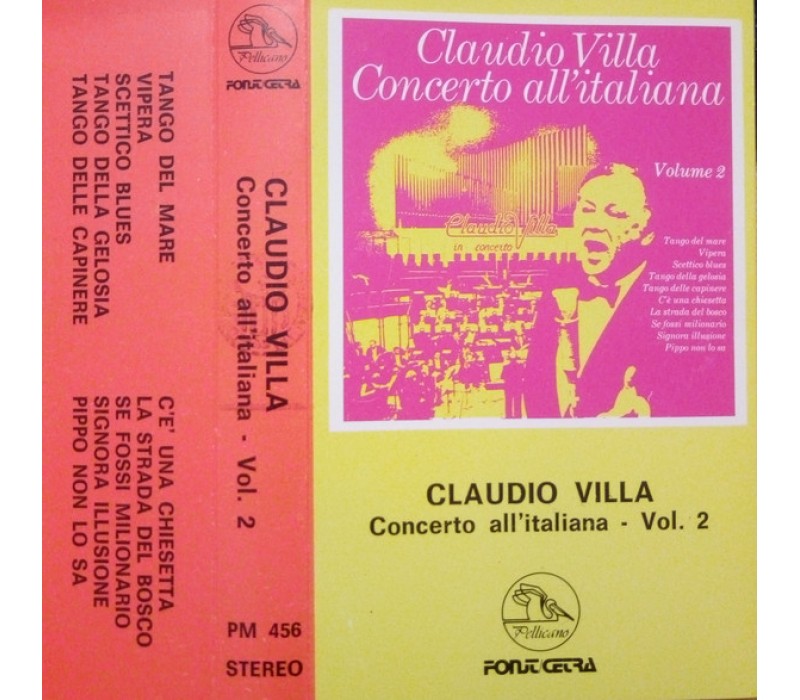 TANGO DEL MARE
VIPERA
SCETTICO BLUES
TANGO DELLA GELOSIA
TANGO DELLE CAPINERE
C'E' UNA CHIESETTA
LA STRADA DEL BOSCO
SE FOSSI MILIONARIO
SIGNORA ILLUSIONE
PIPPO NON LO SA
Pellicano
FONIT CETRA
CLAUDIO VILLA
Concerto all'italiana - Vol. 2
PM 456
STEREO
Claudio Villa
Concerto all'italiana
Volume 2
Claudio Villa
in concerto
Tango del mare
Vipera
Scettico blues
Tango della gelosia
Tango delle capinere
C'è una chiesetta
La strada del bosco
Se fossi milionario
Signora illusione
Pippo non lo sa
CLAUDIO VILLA
Concerto all'italiana - Vol. 2
Pellicano
FONIT CETRA